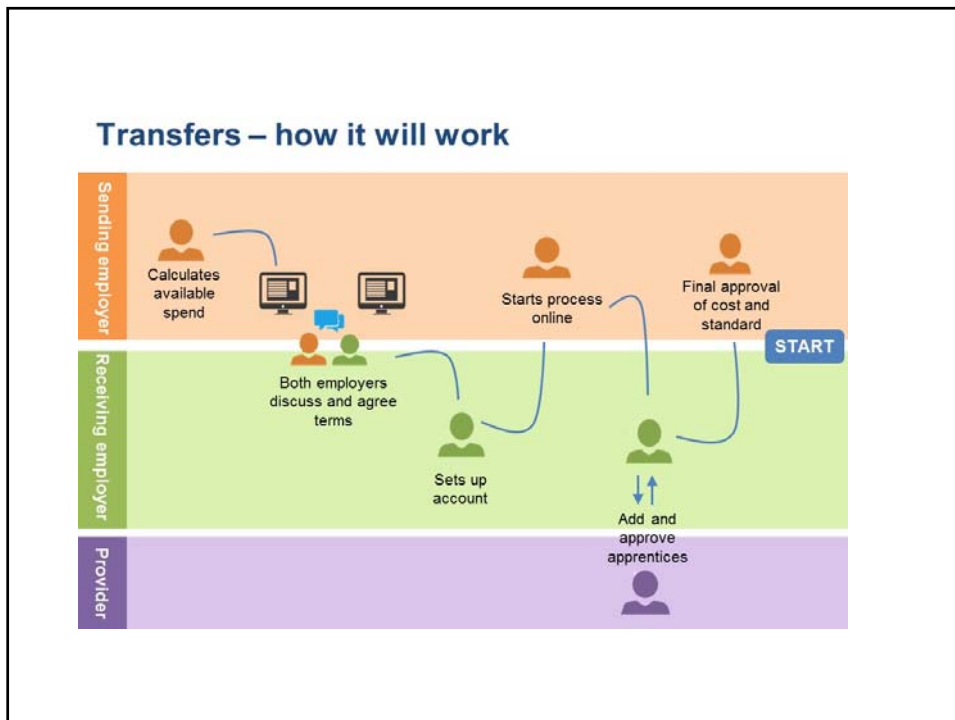 Transfers – how it will work
Sending employer
Calculates
available
spend
Starts process
online
Final approval
of cost and
standard
START
Receiving employer
Both employers
discuss and agree
terms
Sets up
account
Add and
approve
apprentices
Provider